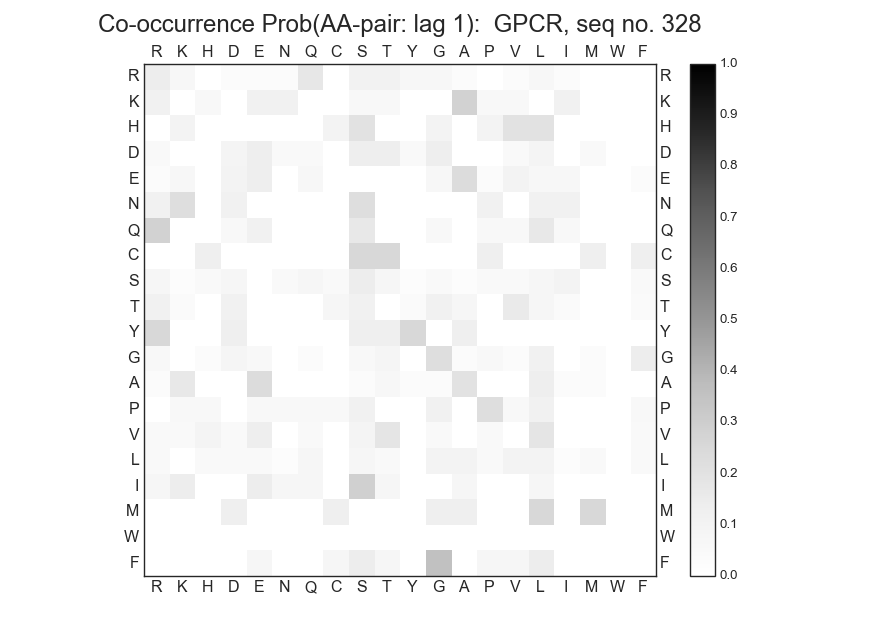 Co-occurrence Prob(AA-pair: lag 1):  GPCR, seq no. 328
R K H D E N Q C S T Y G A P V L I M W F
R R 1.0
K K 0.9
H H 0.8
D D
E E 0.7
N N
Q Q 0.6
C C
S S 0.5
T T
Y Y 0.4
G G
A A 0.3
P P
V V 0.2
L L
I I 0.1
M M
W W
F F 0.0
R K H D E N Q C S T Y G A P V L I M W F